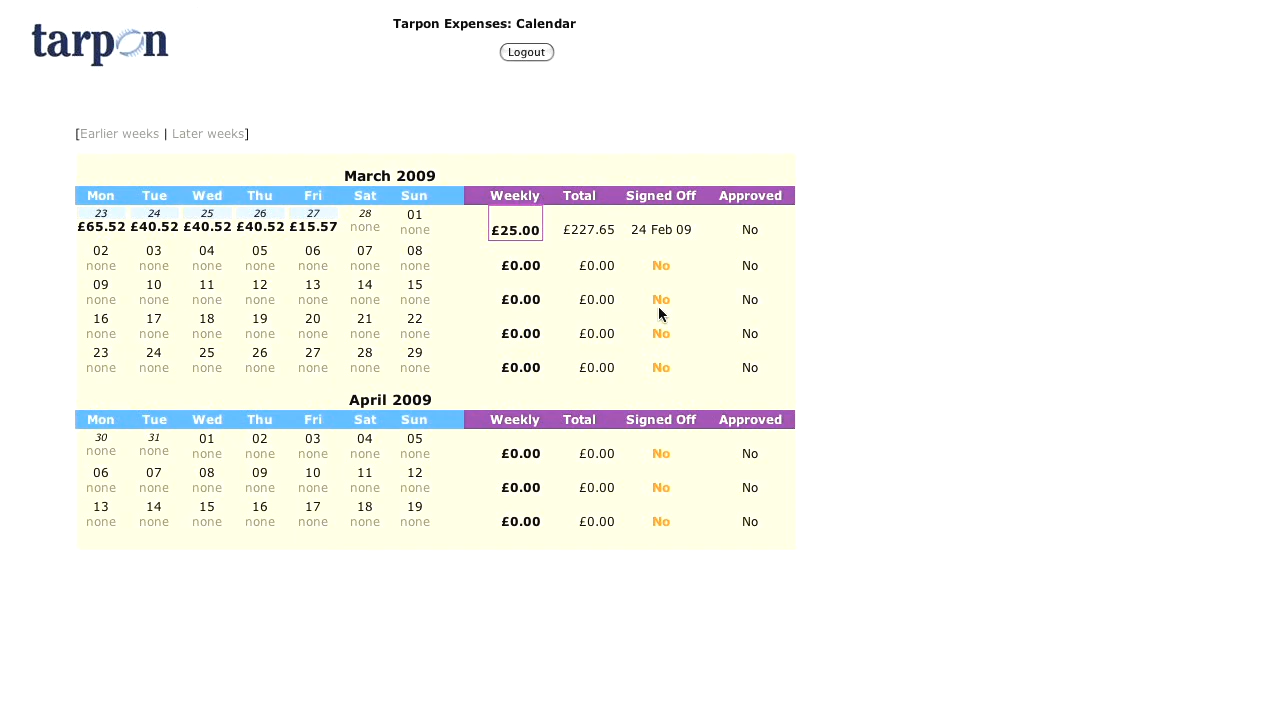 tarpon
Tarpon Expenses: Calendar
Logout
[Earlier weeks | Later weeks]
March 2009
Mon Tue Wed Thu Fri Sat Sun Weekly Total Signed Off Approved
23 24 25 26 27 28 01
£65.52 £40.52 £40.52 £40.52 £15.57 none none £25.00 £227.65 24 Feb 09 No
02 03 04 05 06 07 08
none none none none none none none £0.00 £0.00 No No
09 10 11 12 13 14 15
none none none none none none none £0.00 £0.00 No No
16 17 18 19 20 21 22
none none none none none none none £0.00 £0.00 No No
23 24 25 26 27 28 29
none none none none none none none £0.00 £0.00 No No
April 2009
Mon Tue Wed Thu Fri Sat Sun Weekly Total Signed Off Approved
30 31 01 02 03 04 05
none none none none none none none £0.00 £0.00 No No
06 07 08 09 10 11 12
none none none none none none none £0.00 £0.00 No No
13 14 15 16 17 18 19
none none none none none none none £0.00 £0.00 No No